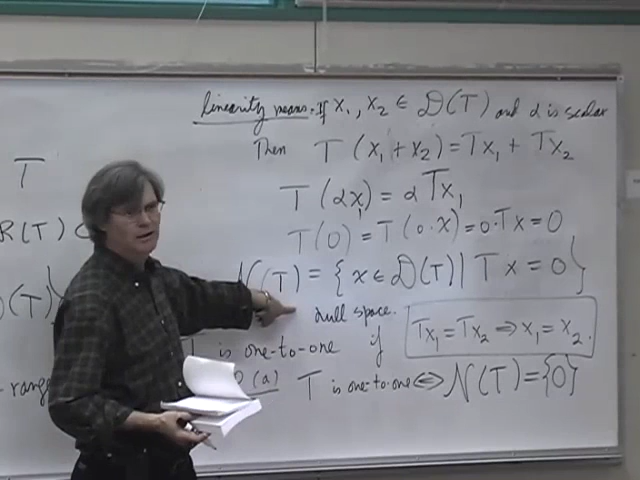 linearity means. If x₁, x₂ ∈ D(T) and α is scalar
Then T(x₁ + x₂) = Tx₁ + Tx₂
T(αx₁) = α Tx₁
T(0) = T(0·x) = 0·Tx = 0
N(T) = { x ∈ D(T) | Tx = 0 }
null space.
T is one-to-one if Tx₁ = Tx₂ ⇒ x₁ = x₂.
(a) T is one-to-one ⇔ N(T) = {0}
T
R(T) ⊂
D(T)}
range